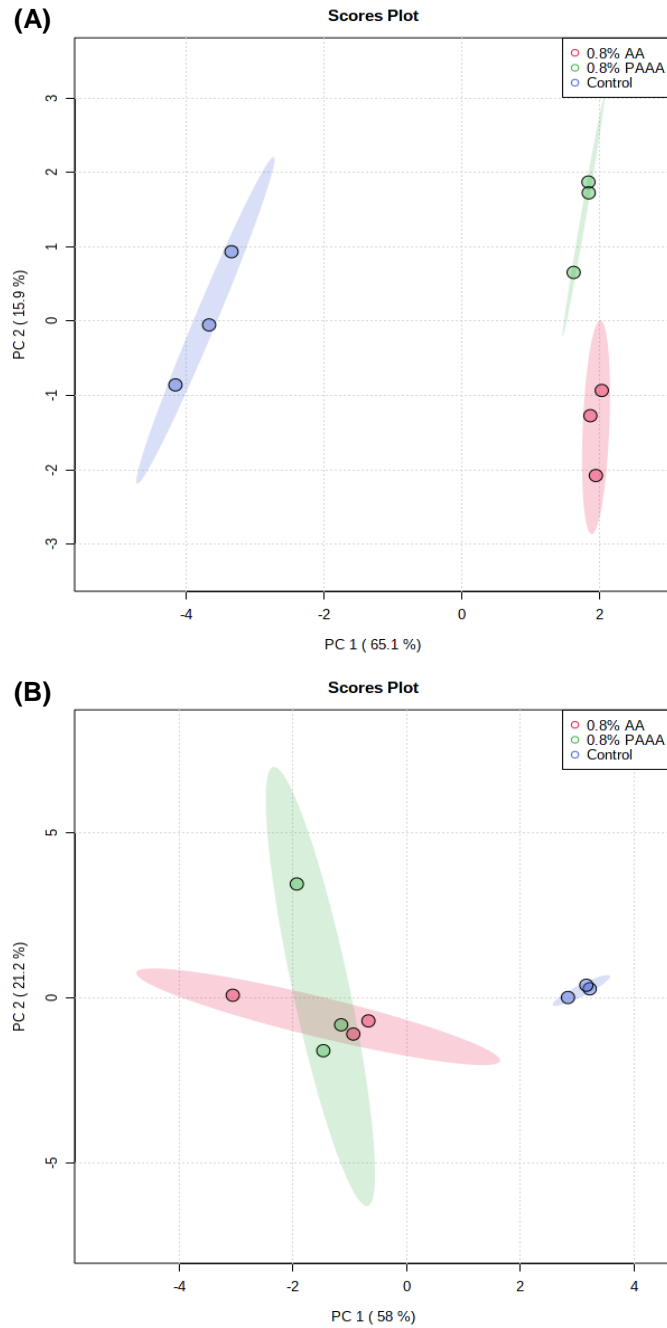 (A)
Scores Plot
0.8% AA
0.8% PAAA
Control
3
2
1
0
-1
-2
-3
PC 2 ( 15.9 %)
-4
-2
0
2
PC 1 ( 65.1 %)
(B)
Scores Plot
0.8% AA
0.8% PAAA
Control
5
0
-5
PC 2 ( 21.2 %)
-4
-2
0
2
4
PC 1 ( 58 %)